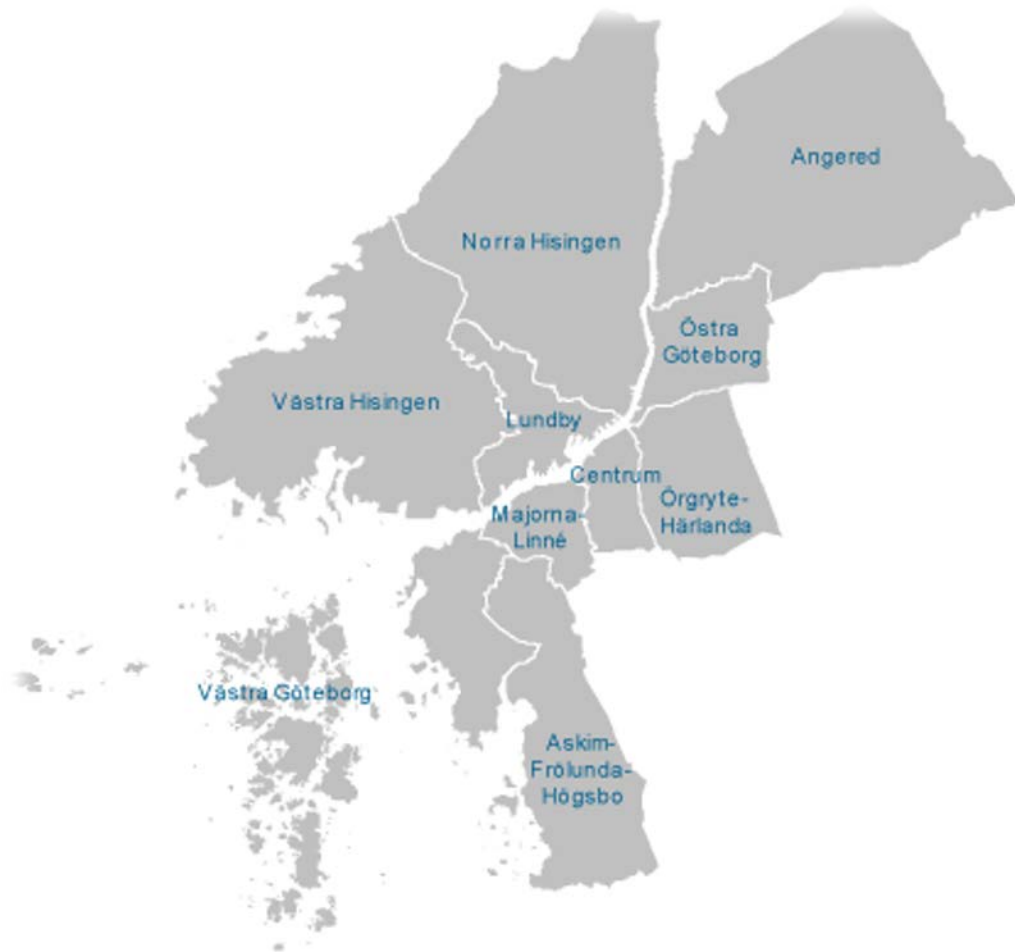 Angered
Norra Hisingen
Östra
Göteborg
Västra Hisingen
Lundby
Centrum
Örgryte-
Härlanda
Majorna-
Linné
Västra Göteborg
Askim-
Frölunda-
Högsbo